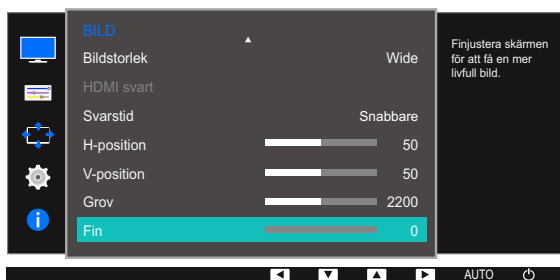 BILD
Bildstorlek Wide
HDMI svart
Svarstid Snabbare
H-position 50
V-position 50
Grov 2200
Fin 0
Finjustera skärmen
för att få en mer
livfull bild.
AUTO